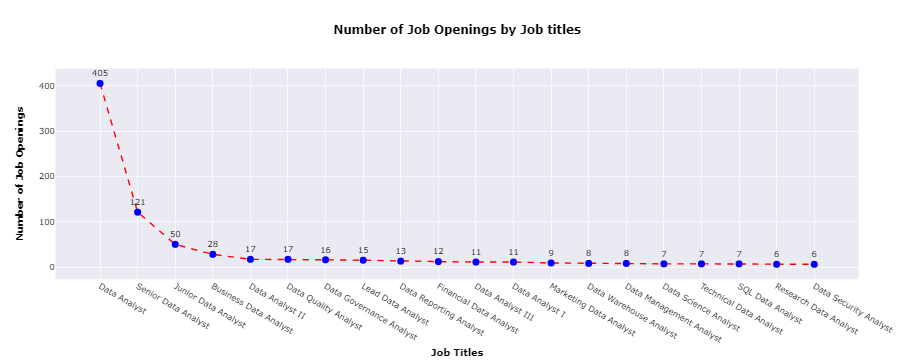 Number of Job Openings by Job titles
Number of Job Openings
400
300
200
100
0
405
121
50
28
17
17
16
15
13
12
11
11
9
8
8
7
7
7
6
6
Data Analyst
Senior Data Analyst
Junior Data Analyst
Business Data Analyst
Data Analyst II
Data Quality Analyst
Data Governance Analyst
Lead Data Analyst
Data Reporting Analyst
Financial Data Analyst
Data Analyst III
Data Analyst I
Marketing Data Analyst
Data Warehouse Analyst
Data Management Analyst
Data Science Analyst
Technical Data Analyst
SQL Data Analyst
Research Data Analyst
Data Security Analyst
Job Titles